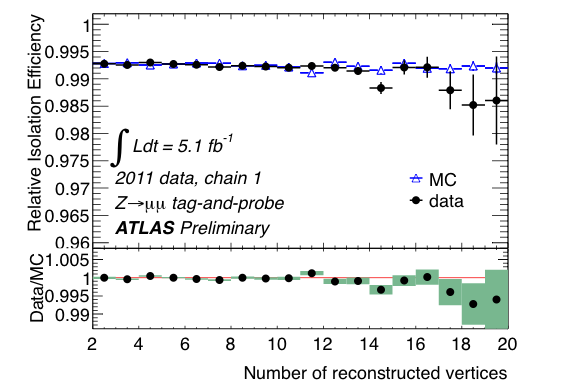 Relative Isolation Efficiency
1
0.995
0.99
0.985
0.98
0.975
0.97
0.965
0.96
∫ Ldt = 5.1 fb⁻¹
2011 data, chain 1
Z→μμ tag-and-probe
ATLAS Preliminary
MC
data
Data/MC
1.005
1
0.995
0.99
2 4 6 8 10 12 14 16 18 20
Number of reconstructed vertices